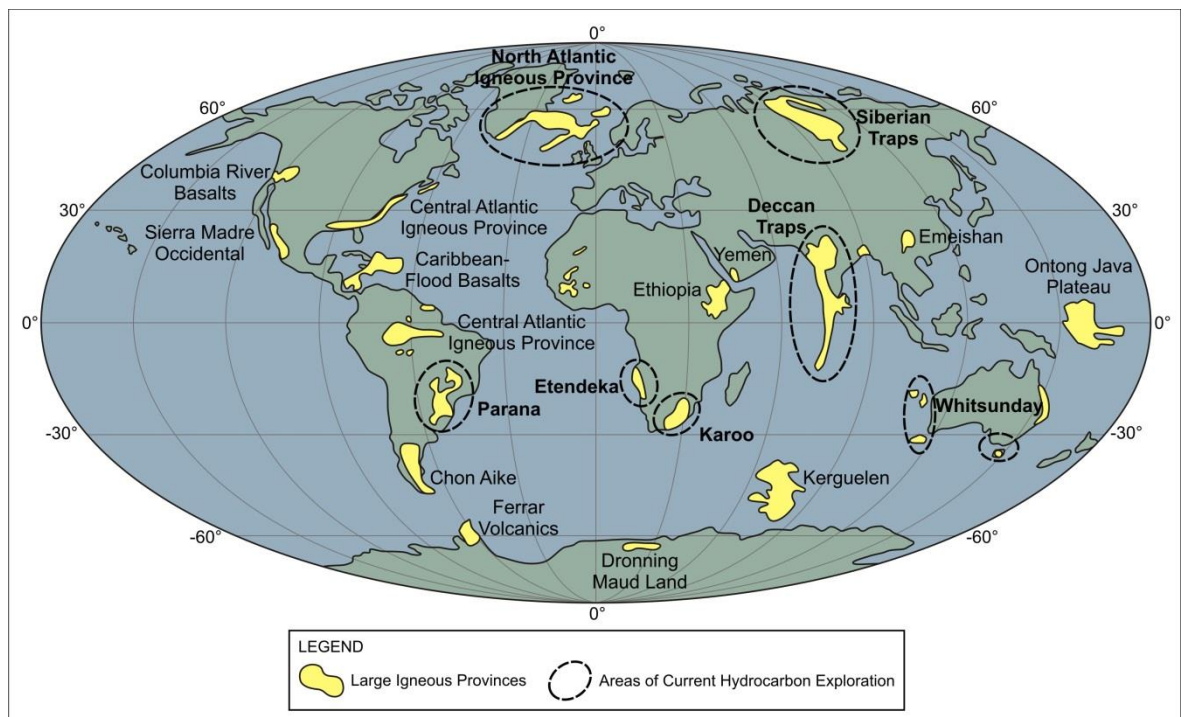 0°
North Atlantic
Igneous Province
60°
60°
Siberian
Traps
Columbia River
Basalts
30°
30°
Central Atlantic
Igneous Province
Deccan
Traps
Emeishan
Sierra Madre
Occidental
Caribbean-
Flood Basalts
Yemen
Ethiopia
Ontong Java
Plateau
0°
0°
Central Atlantic
Igneous Province
Etendeka
Parana
Whitsunday
Karoo
-30°
-30°
Chon Aike
Kerguelen
Ferrar
Volcanics
-60°
-60°
Dronning
Maud Land
0°
LEGEND
Large Igneous Provinces
Areas of Current Hydrocarbon Exploration